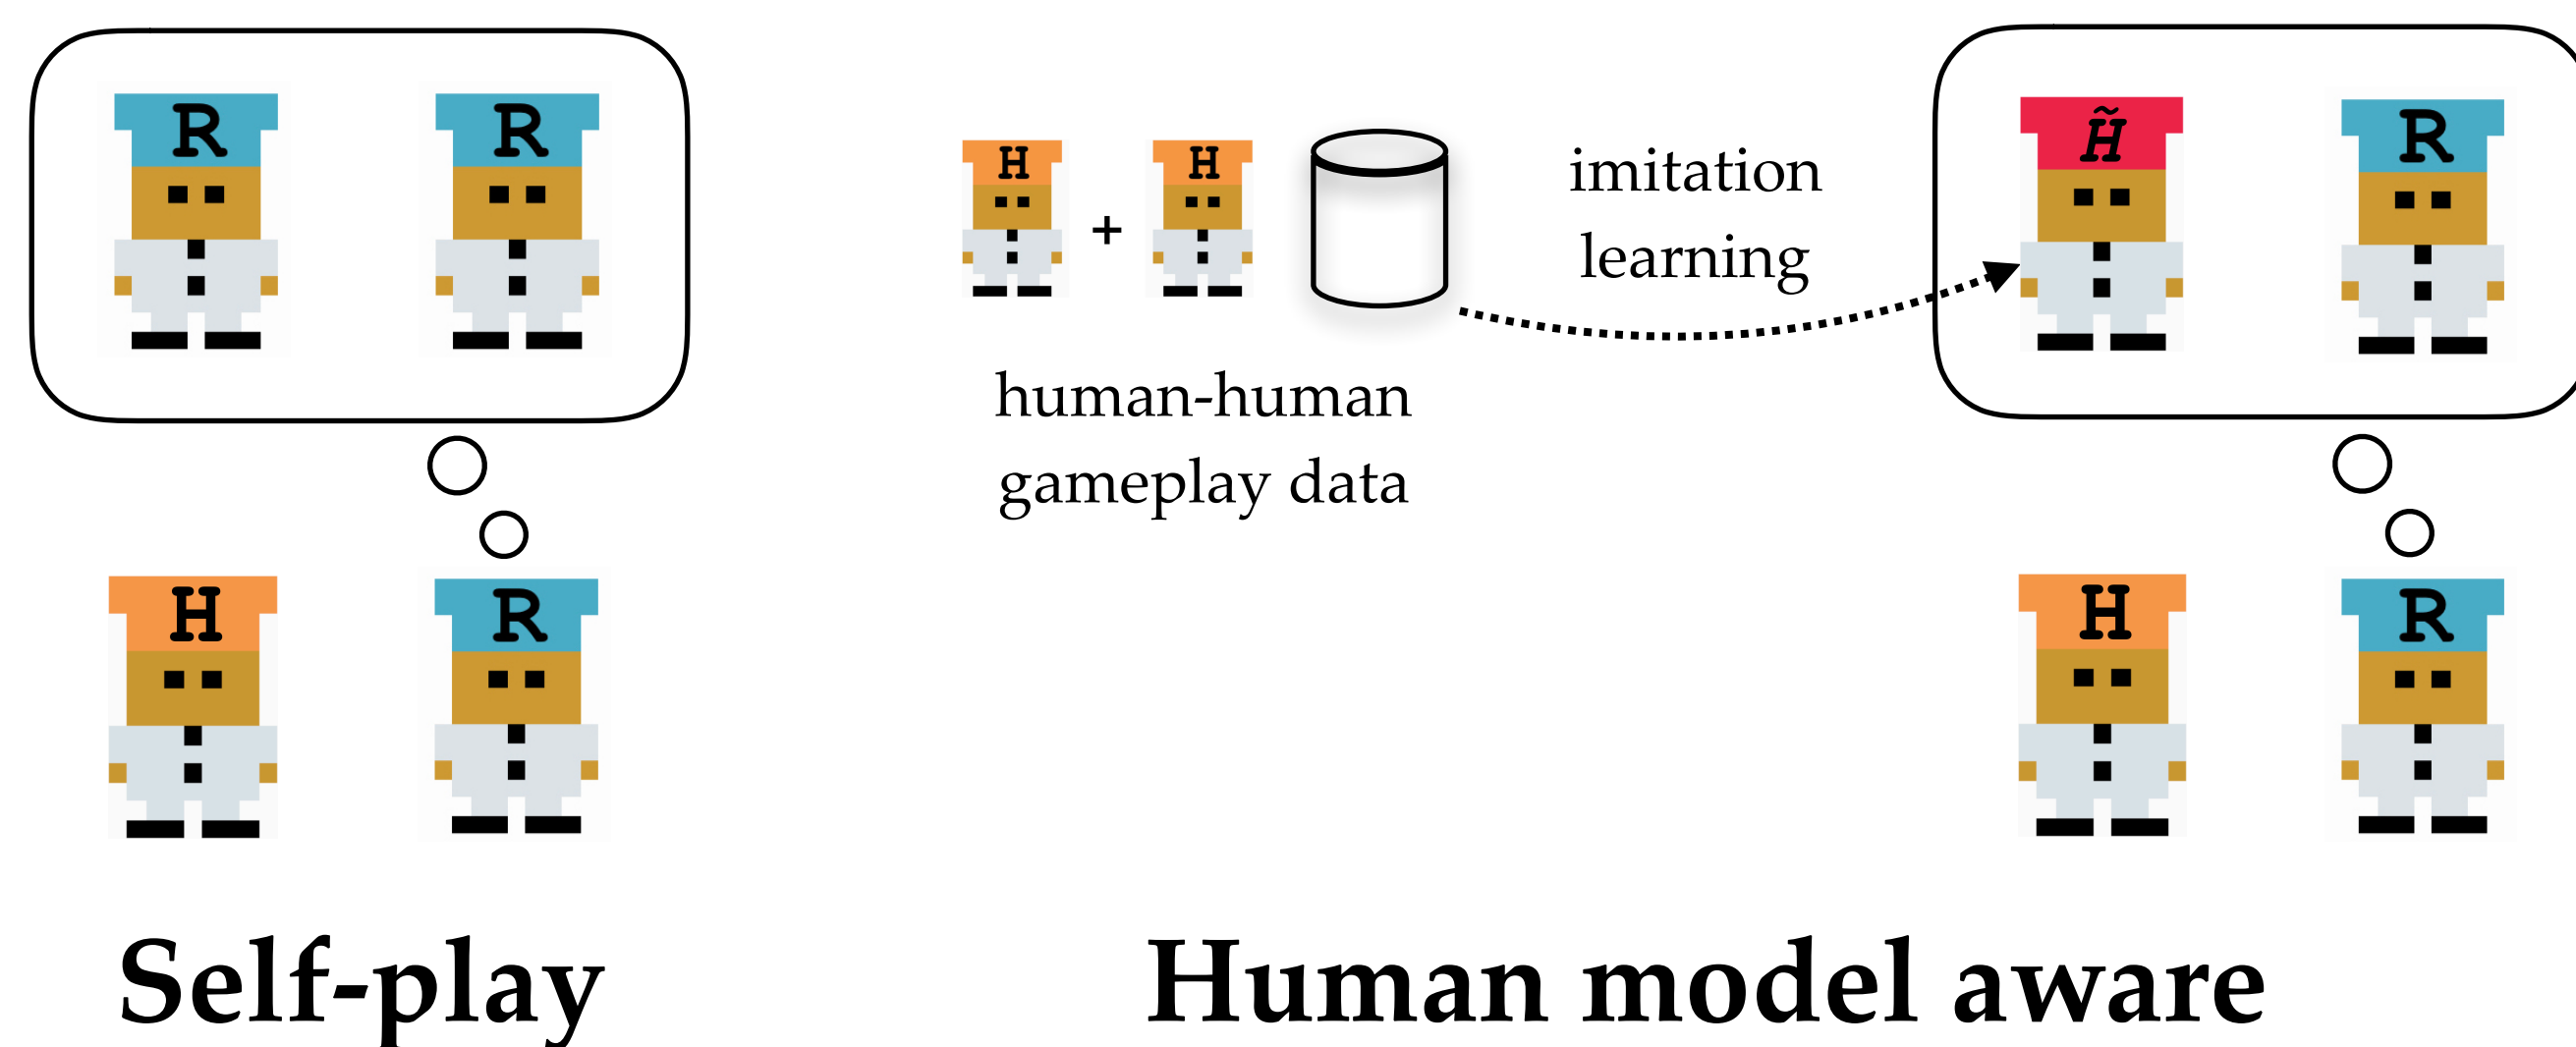 R R
H R
Self-play
H + H
human-human
gameplay data
imitation
learning
H̃ R
H R
Human model aware